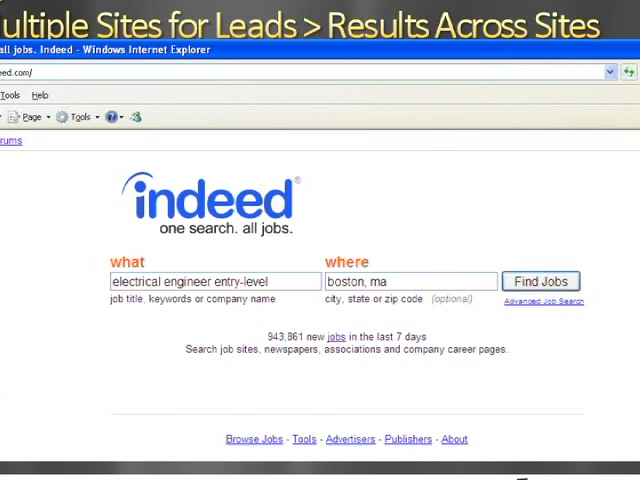 ultiple Sites for Leads > Results Across Sites
all jobs. Indeed - Windows Internet Explorer
eed.com/
Tools Help
Page Tools
rums
indeed®
one search. all jobs.
what where
electrical engineer entry-level boston, ma Find Jobs
job title, keywords or company name city, state or zip code (optional) Advanced Job Search
943,861 new jobs in the last 7 days
Search job sites, newspapers, associations and company career pages.
Browse Jobs - Tools - Advertisers - Publishers - About